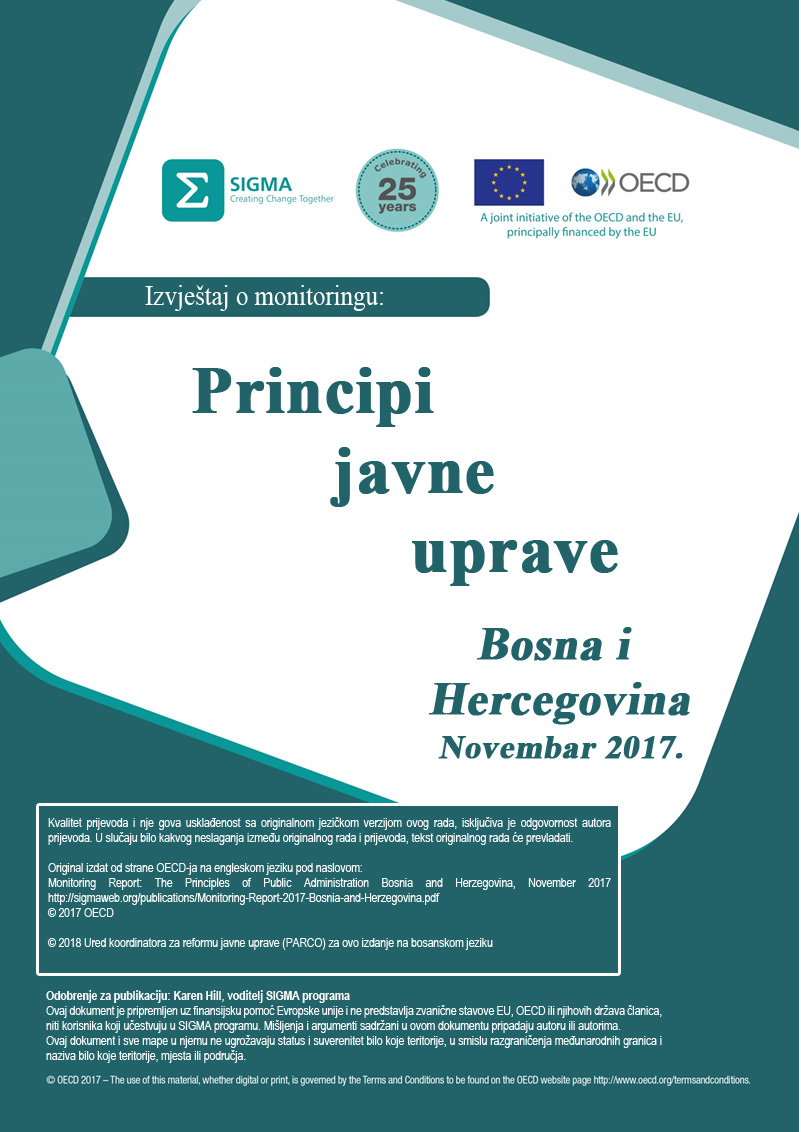 Σ
SIGMA
Creating Change Together
Celebrating
25
years
OECD
A joint initiative of the OECD and the EU,
principally financed by the EU
Izvještaj o monitoringu:
Principi
javne
uprave
Bosna i
Hercegovina
Novembar 2017.
Kvalitet prijevoda i nje gova usklađenost sa originalnom jezičkom verzijom ovog rada, isključiva je odgovornost autora
prijevoda. U slučaju bilo kakvog neslaganja između originalnog rada i prijevoda, tekst originalnog rada će prevladati.
Original izdat od strane OECD-ja na engleskom jeziku pod naslovom:
Monitoring Report: The Principles of Public Administration Bosnia and Herzegovina, November 2017
http://sigmaweb.org/publications/Monitoring-Report-2017-Bosnia-and-Herzegovina.pdf
© 2017 OECD
© 2018 Ured koordinatora za reformu javne uprave (PARCO) za ovo izdanje na bosanskom jeziku
Odobrenje za publikaciju: Karen Hill, voditelj SIGMA programa
Ovaj dokument je pripremljen uz finansijsku pomoć Evropske unije i ne predstavlja zvanične stavove EU, OECD ili njihovih država članica,
niti korisnika koji učestvuju u SIGMA programu. Mišljenja i argumenti sadržani u ovom dokumentu pripadaju autoru ili autorima.
Ovaj dokument i sve mape u njemu ne ugrožavaju status i suverenitet bilo koje teritorije, u smislu razgraničenja međunarodnih granica i
naziva bilo koje teritorije, mjesta ili područja.
© OECD 2017 – The use of this material, whether digital or print, is governed by the Terms and Conditions to be found on the OECD website page http://www.oecd.org/termsandconditions.